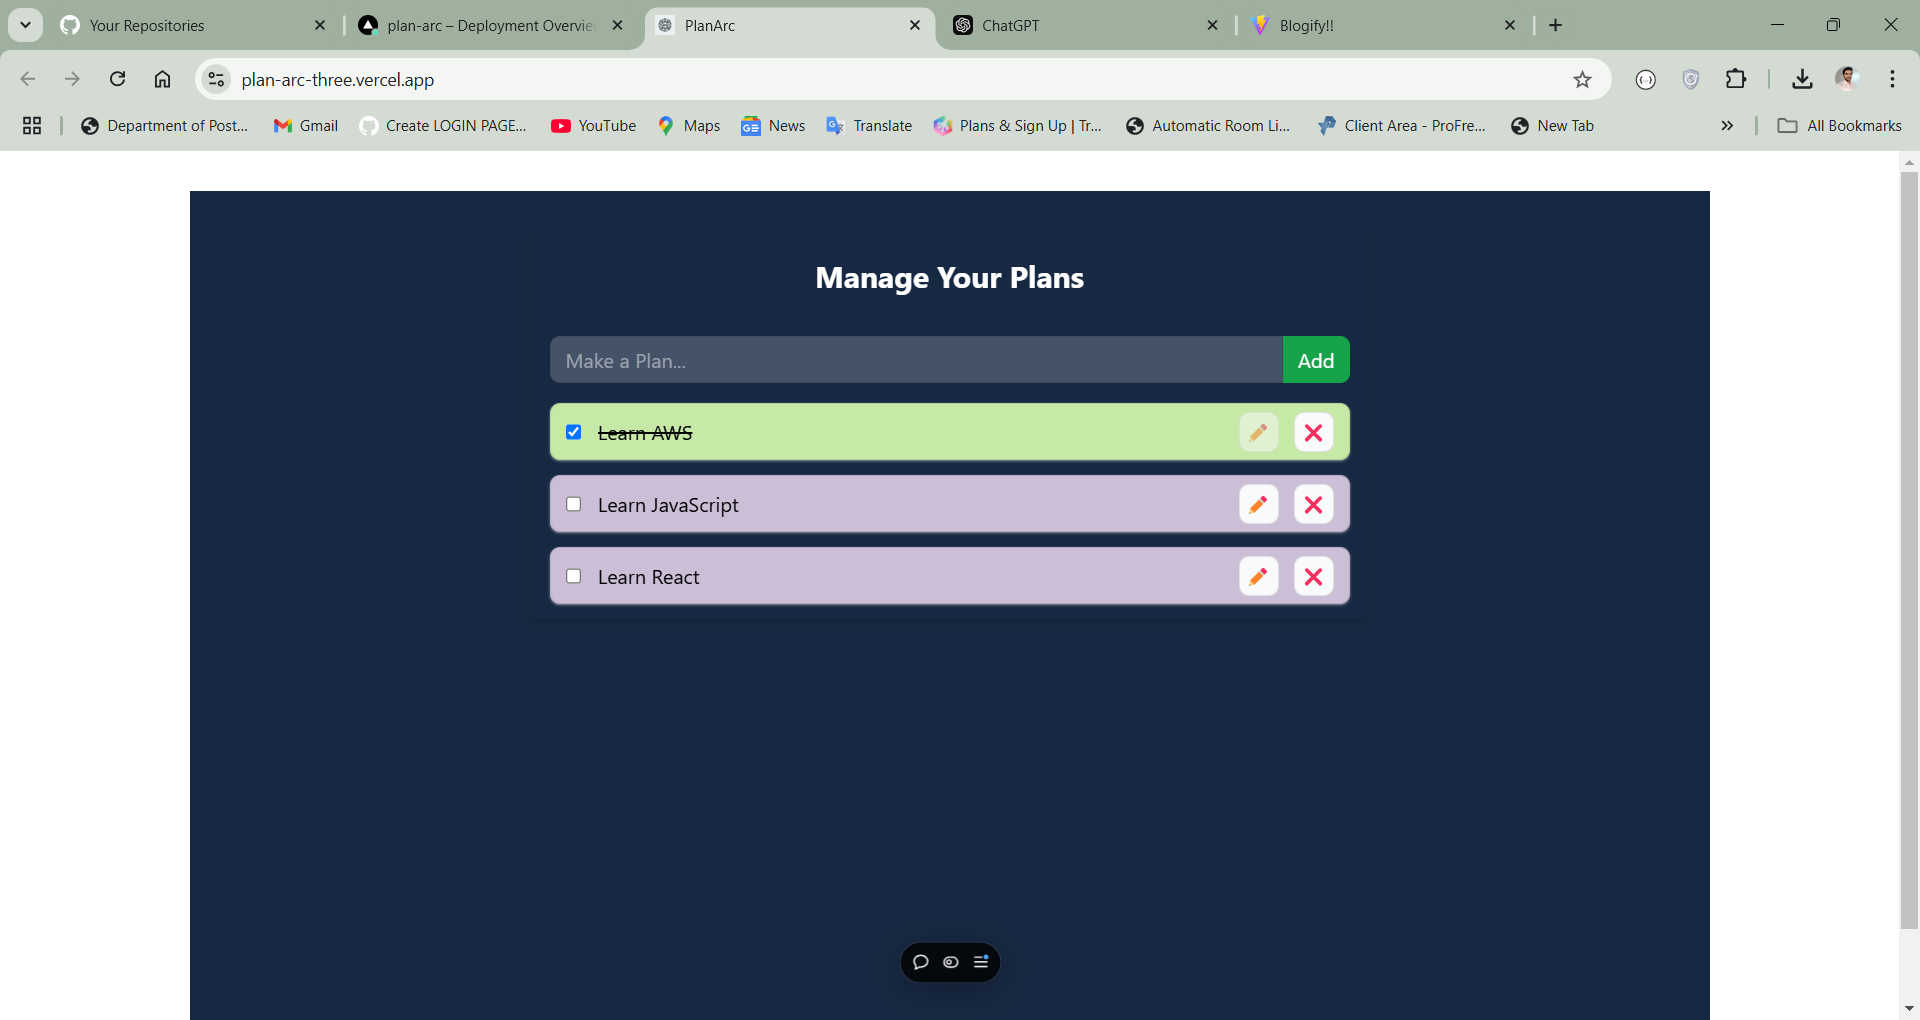 Your Repositories
plan-arc – Deployment Overvie
PlanArc
ChatGPT
Blogify!!
plan-arc-three.vercel.app
Department of Post...
Gmail
Create LOGIN PAGE...
YouTube
Maps
News
Translate
Plans & Sign Up | Tr...
Automatic Room Li...
Client Area - ProFre...
New Tab
All Bookmarks
Manage Your Plans
Make a Plan...
Add
Learn AWS
Learn JavaScript
Learn React